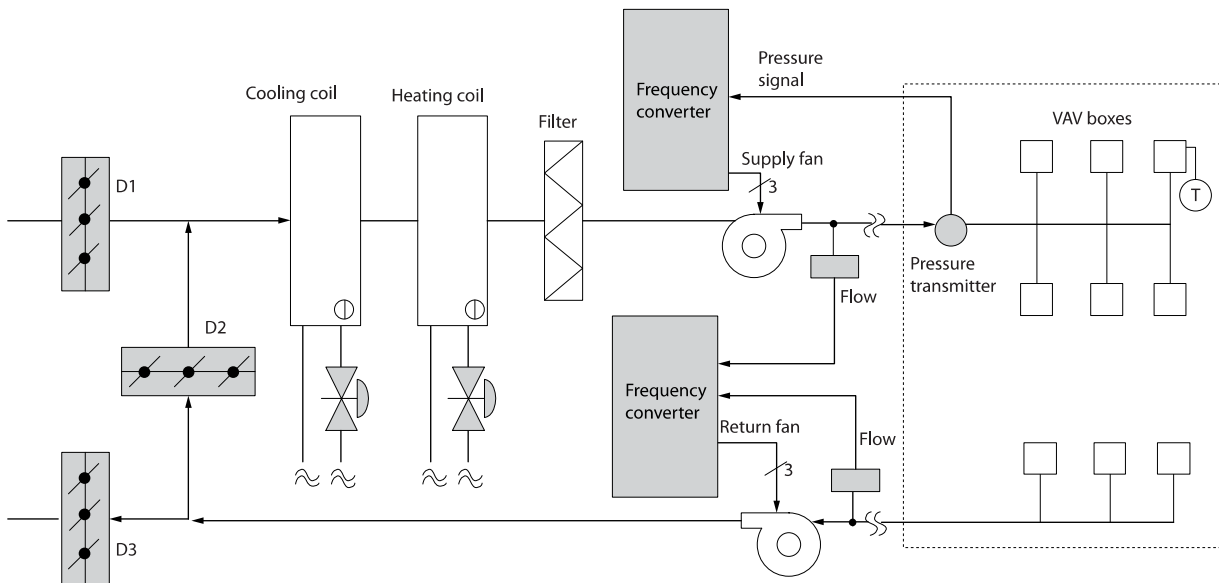 Cooling coil
Heating coil
Filter
Frequency
converter
Pressure
signal
VAV boxes
Supply fan
3
D1
T
Pressure
transmitter
Flow
D2
Frequency
converter
Return fan
3
Flow
D3